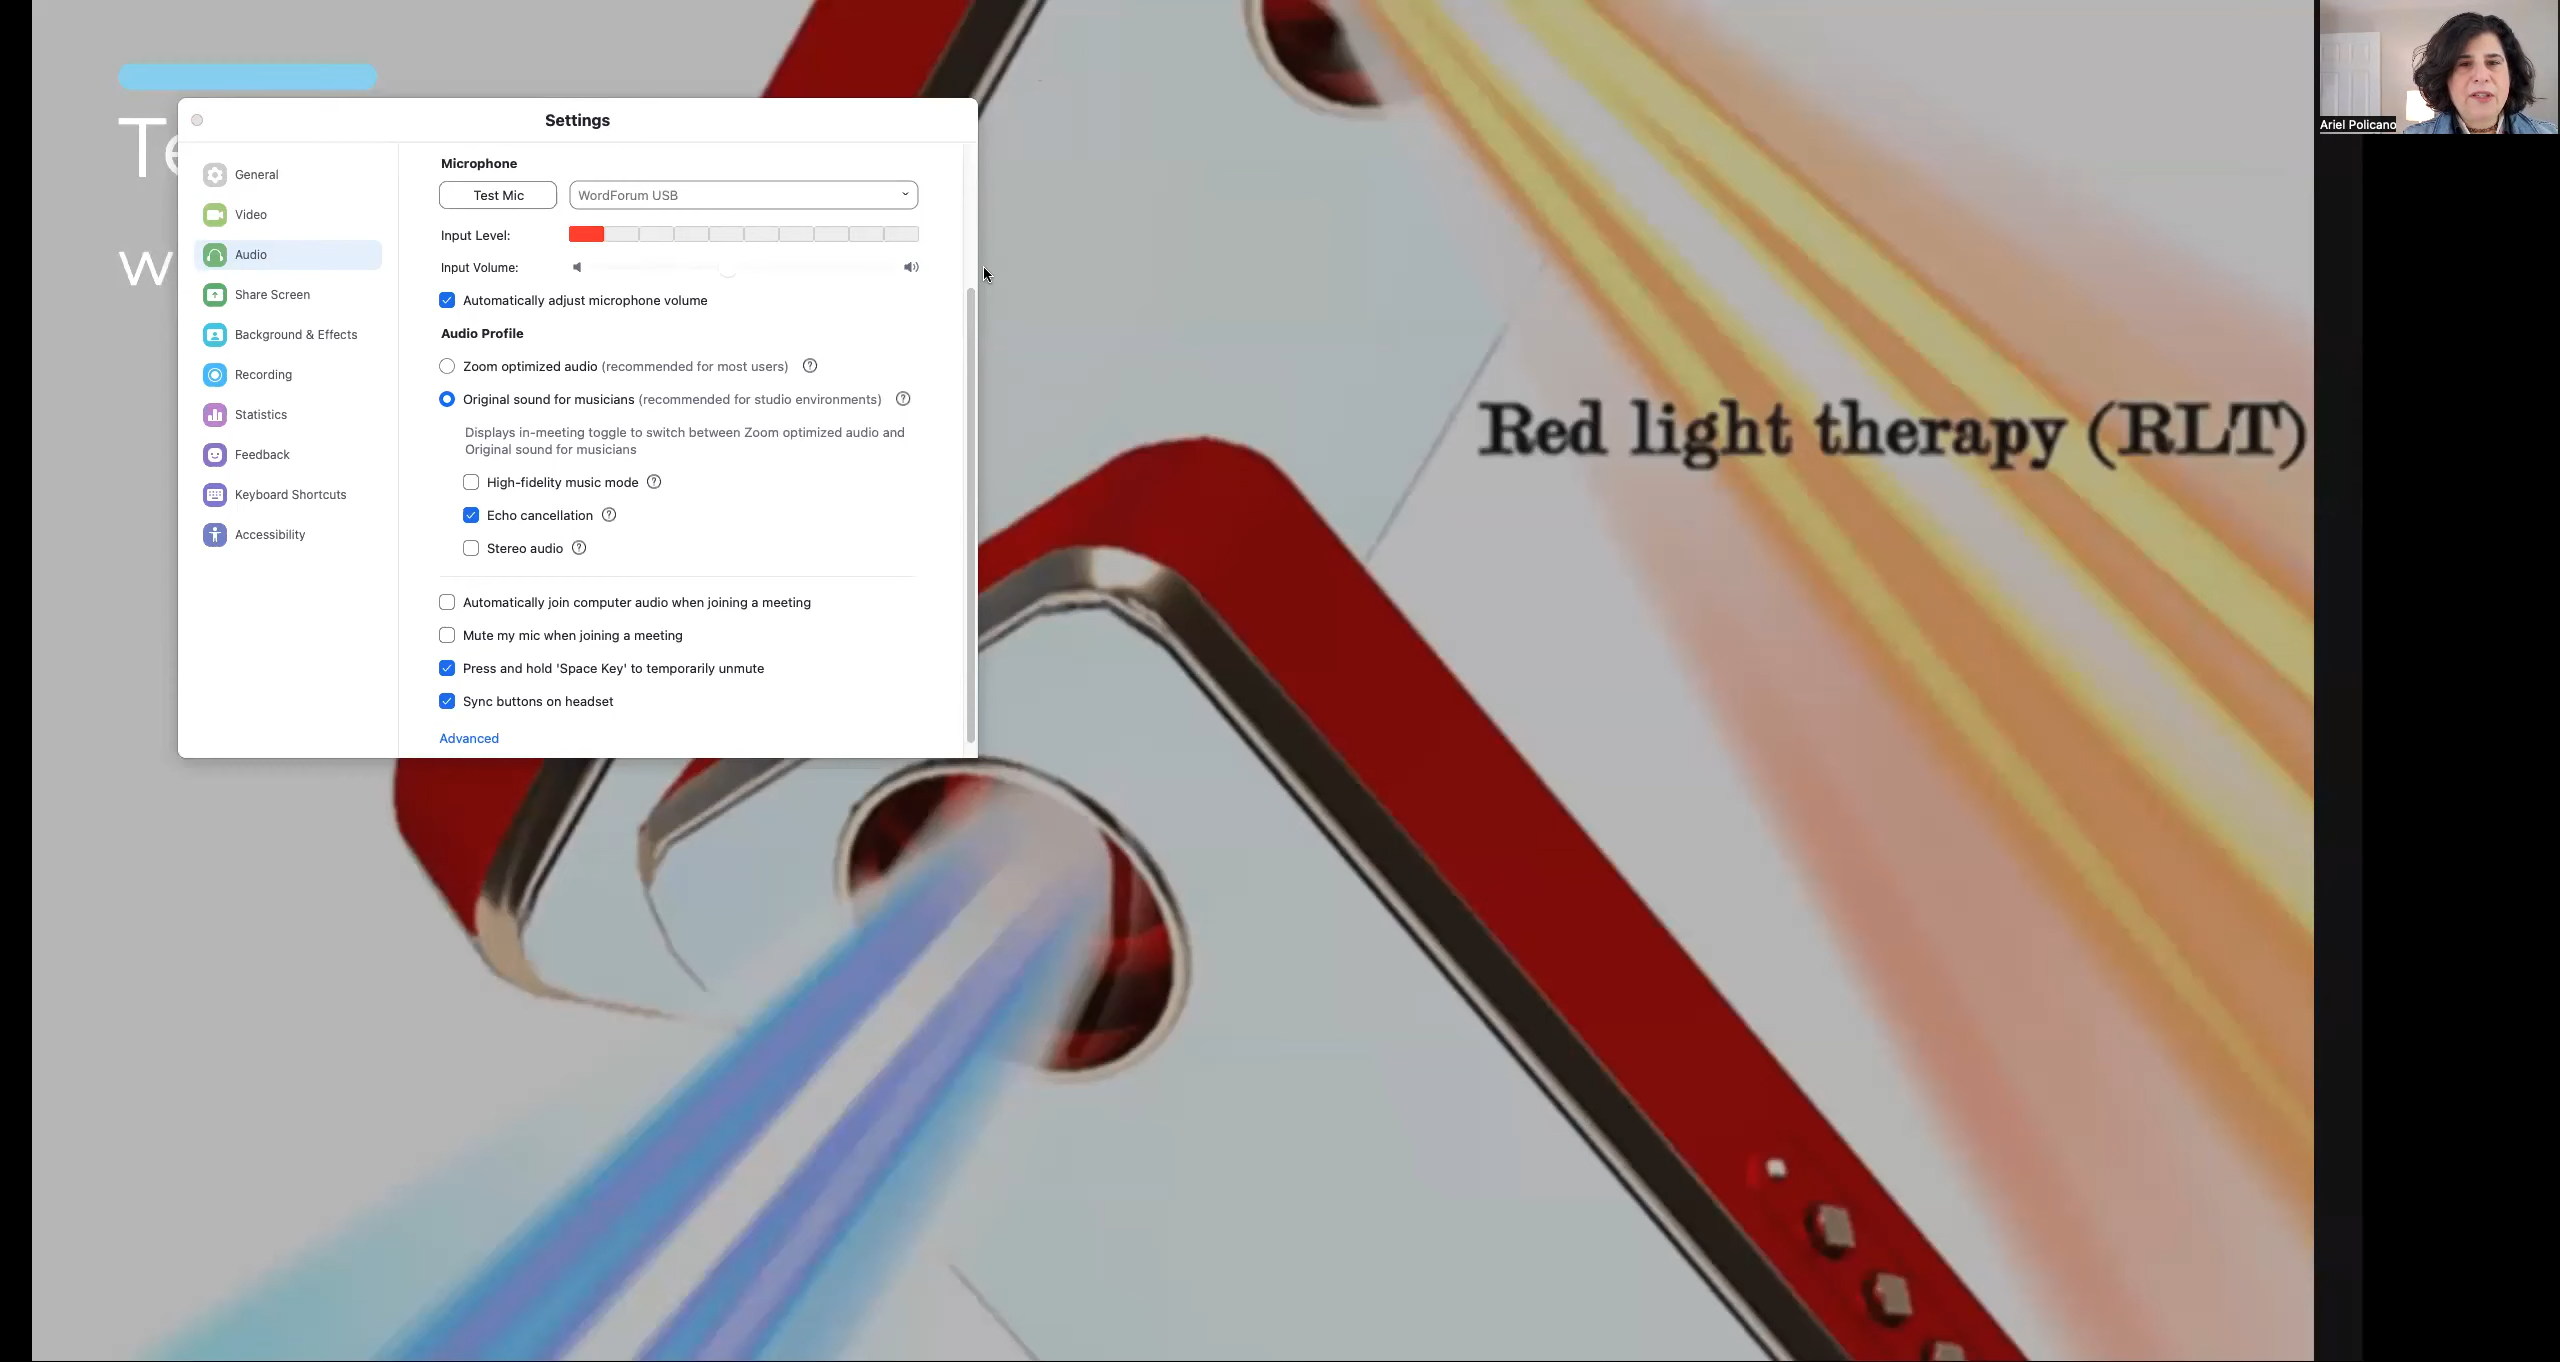 Settings
General
Video
Audio
Share Screen
Background & Effects
Recording
Statistics
Feedback
Keyboard Shortcuts
Accessibility
Microphone
Test Mic
WordForum USB
Input Level:
Input Volume:
Automatically adjust microphone volume
Audio Profile
Zoom optimized audio (recommended for most users)
Original sound for musicians (recommended for studio environments)
Displays in-meeting toggle to switch between Zoom optimized audio and
Original sound for musicians
High-fidelity music mode
Echo cancellation
Stereo audio
Automatically join computer audio when joining a meeting
Mute my mic when joining a meeting
Press and hold 'Space Key' to temporarily unmute
Sync buttons on headset
Advanced
Red light therapy (RLT)
Ariel Policano